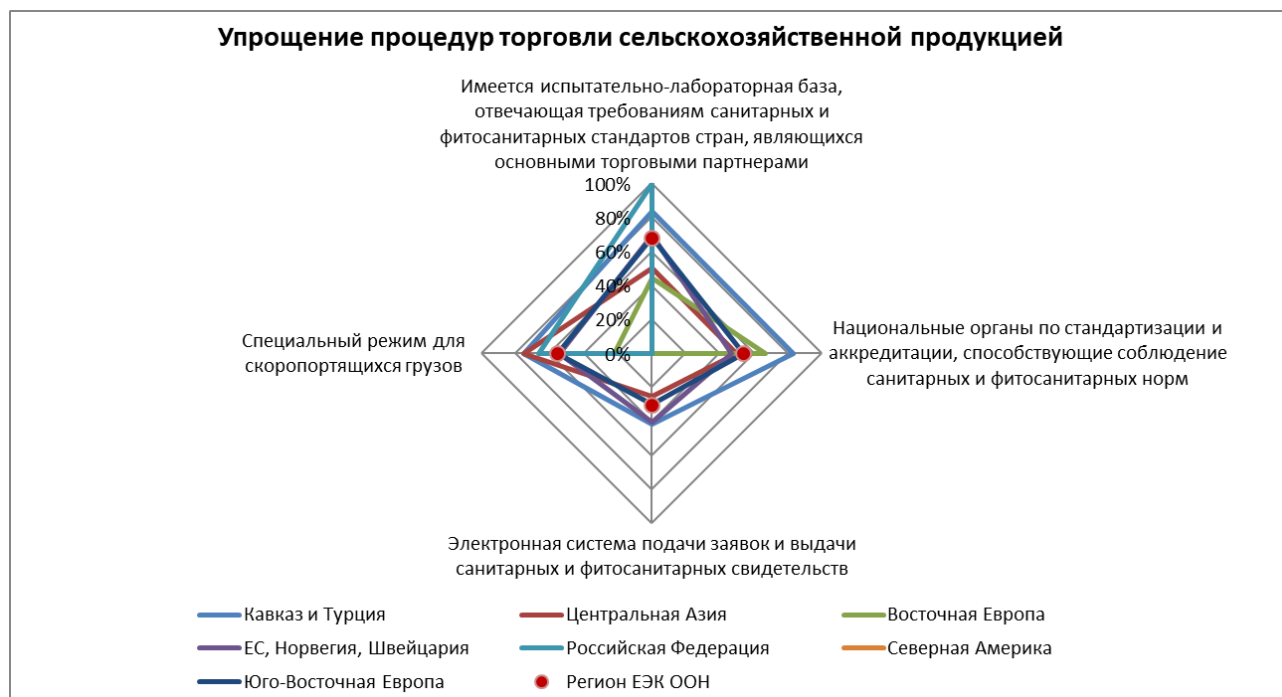 Упрощение процедур торговли сельскохозяйственной продукцией
Имеется испытательно-лабораторная база,
отвечающая требованиям санитарных и
фитосанитарных стандартов стран, являющихся
основными торговыми партнерами
100%
80%
60%
40%
20%
0%
Национальные органы по стандартизации и
аккредитации, способствующие соблюдение
санитарных и фитосанитарных норм
Специальный режим для
скоропортящихся грузов
Электронная система подачи заявок и выдачи
санитарных и фитосанитарных свидетельств
Кавказ и Турция
Центральная Азия
Восточная Европа
ЕС, Норвегия, Швейцария
Российская Федерация
Северная Америка
Юго-Восточная Европа
Регион ЕЭК ООН